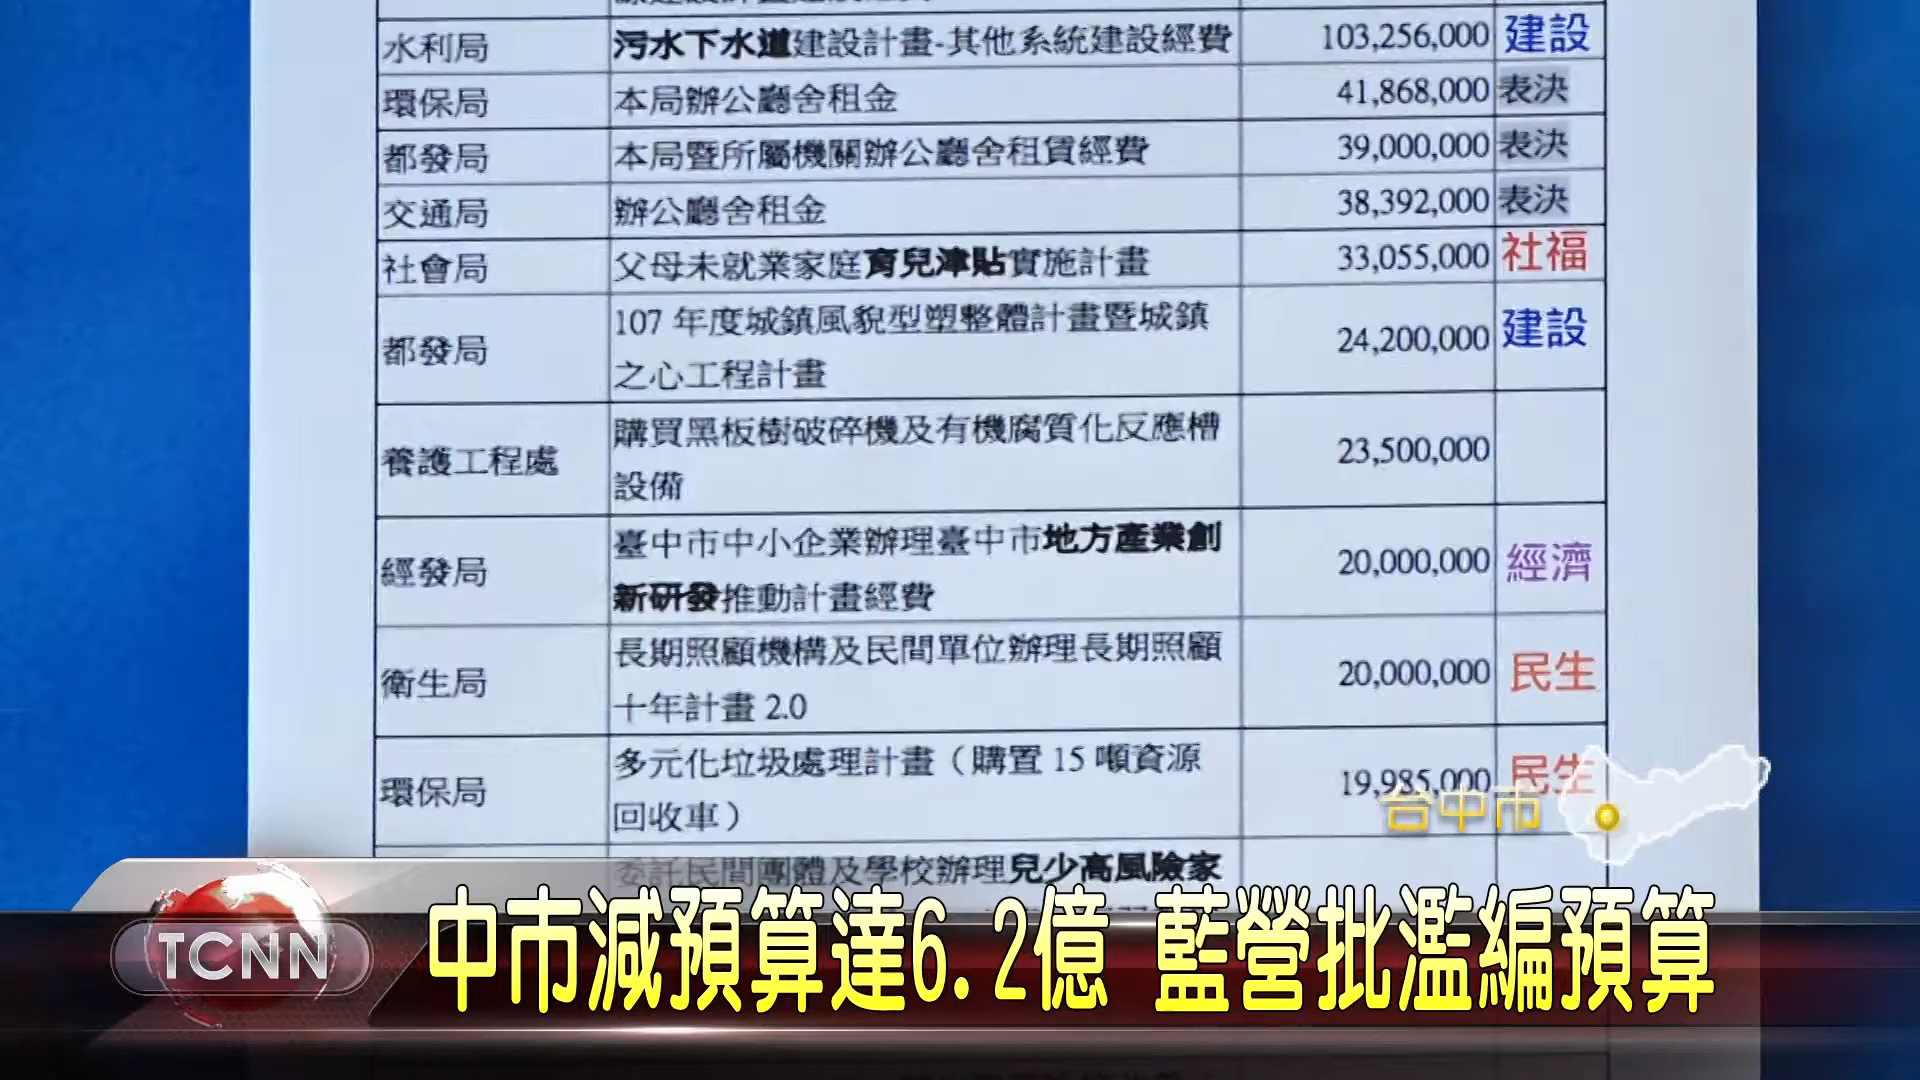 水利局 污水下水道建設計畫-其他系統建設經費 103,256,000 建設
環保局 本局辦公廳舍租金 41,868,000 表決
都發局 本局暨所屬機關辦公廳舍租賃經費 39,000,000 表決
交通局 辦公廳舍租金 38,392,000 表決
社會局 父母未就業家庭育兒津貼實施計畫 33,055,000 社福
都發局 107 年度城鎮風貌型塑整體計畫暨城鎮
之心工程計畫 24,200,000 建設
養護工程處 購買黑板樹破碎機及有機腐質化反應槽
設備 23,500,000
經發局 臺中市中小企業辦理臺中市地方產業創
新研發推動計畫經費 20,000,000 經濟
衛生局 長期照顧機構及民間單位辦理長期照顧
十年計畫 2.0 20,000,000 民生
環保局 多元化垃圾處理計畫（購置 15 噸資源
回收車） 19,985,000 民生
台中市
委託民間團體及學校辦理兒少高風險家
TCNN
中市減預算達6.2億 藍營批濫編預算